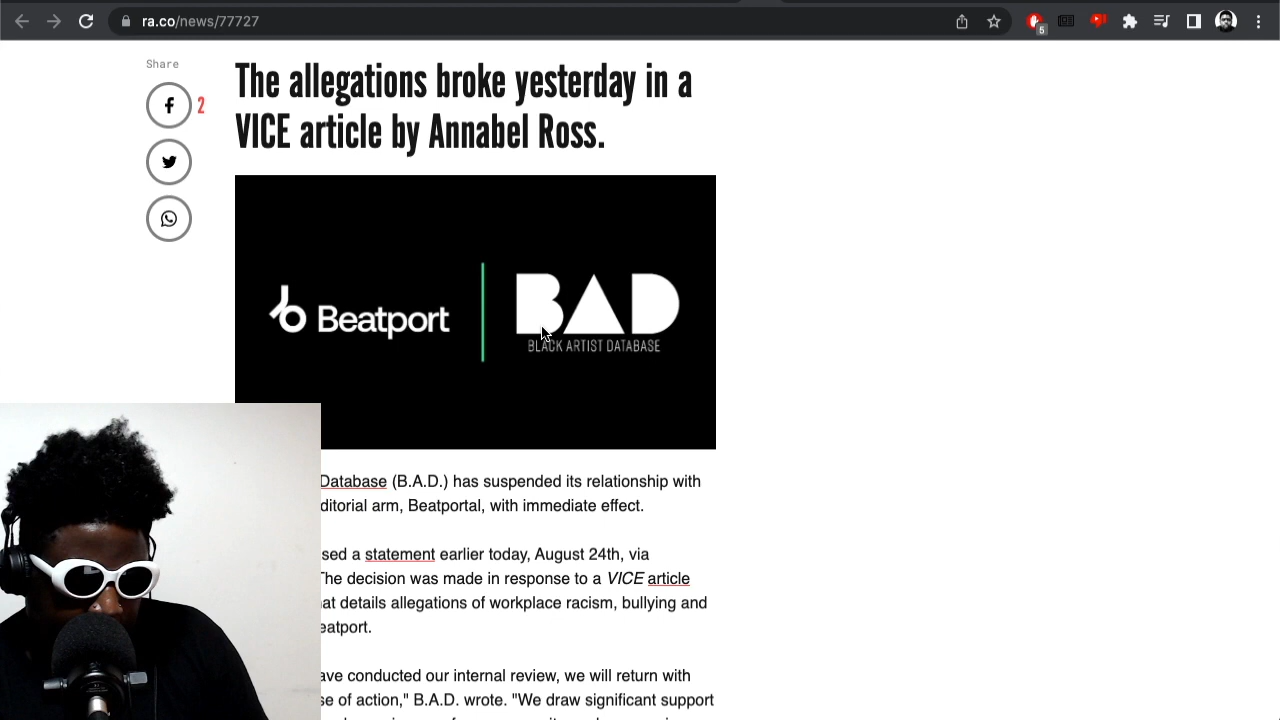 ra.co/news/77727
5
Share
2
The allegations broke yesterday in a
VICE article by Annabel Ross.
Beatport
BAD
BLACK ARTIST DATABASE
Database (B.A.D.) has suspended its relationship with
ditorial arm, Beatportal, with immediate effect.
sed a statement earlier today, August 24th, via
The decision was made in response to a VICE article
at details allegations of workplace racism, bullying and
eatport.
ave conducted our internal review, we will return with
se of action," B.A.D. wrote. "We draw significant support